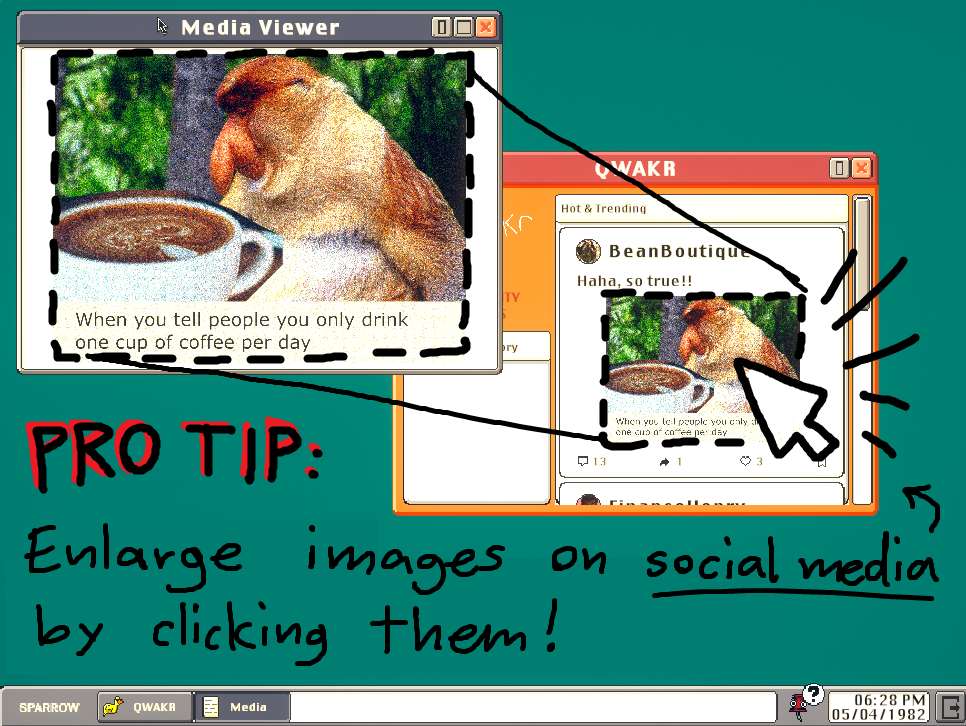 Media Viewer
When you tell people you only drink
one cup of coffee per day
QWAKR
Hot & Trending
BeanBoutique
Haha, so true!!
When you tell people you only
one cup of coffee per day
13
1
3
FinanceHenry
PRO TIP:
Enlarge images on social media
by clicking them!
SPARROW
QWAKR
Media
?
06:28 PM
05/04/1982